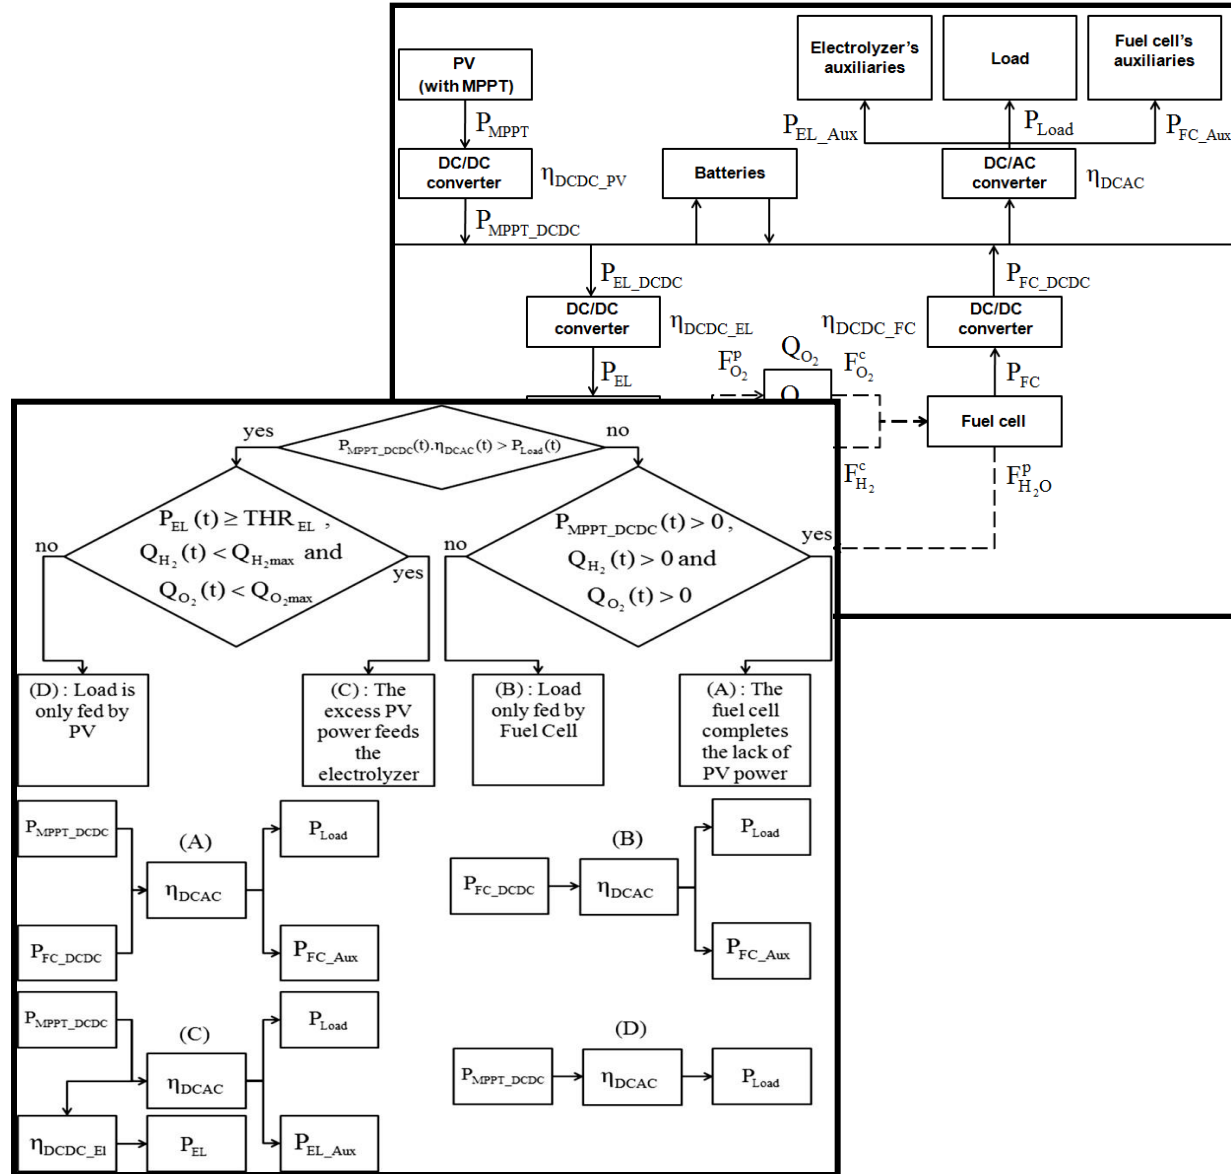 PV
(with MPPT)
P_MPPT
DC/DC
converter
η_DCDC_PV
P_MPPT_DCDC
Batteries
Electrolyzer's
auxiliaries
Load
Fuel cell's
auxiliaries
P_EL_Aux
P_Load
P_FC_Aux
DC/AC
converter
η_DCAC
P_EL_DCDC
P_FC_DCDC
DC/DC
converter
η_DCDC_EL
η_DCDC_FC
DC/DC
converter
P_EL
F^p_O₂
Q_O₂
F^c_O₂
P_FC
Fuel cell
F^c_H₂
F^p_H₂O
yes
P_MPPT_DCDC(t).η_DCAC(t) > P_Load(t)
no
P_EL(t) ≥ THR_EL ,
Q_H₂(t) < Q_H₂max and
Q_O₂(t) < Q_O₂max
no
yes
P_MPPT_DCDC(t) > 0 ,
Q_H₂(t) > 0 and
Q_O₂(t) > 0
no
yes
(D) : Load is
only fed by
PV
(C) : The
excess PV
power feeds
the
electrolyzer
(B) : Load
only fed by
Fuel Cell
(A) : The
fuel cell
completes
the lack of
PV power
P_MPPT_DCDC
(A)
P_Load
η_DCAC
P_FC_DCDC
P_FC_Aux
(B)
P_Load
P_FC_DCDC
η_DCAC
P_FC_Aux
P_MPPT_DCDC
(C)
P_Load
η_DCAC
η_DCDC_El
P_EL
P_EL_Aux
(D)
P_MPPT_DCDC
η_DCAC
P_Load